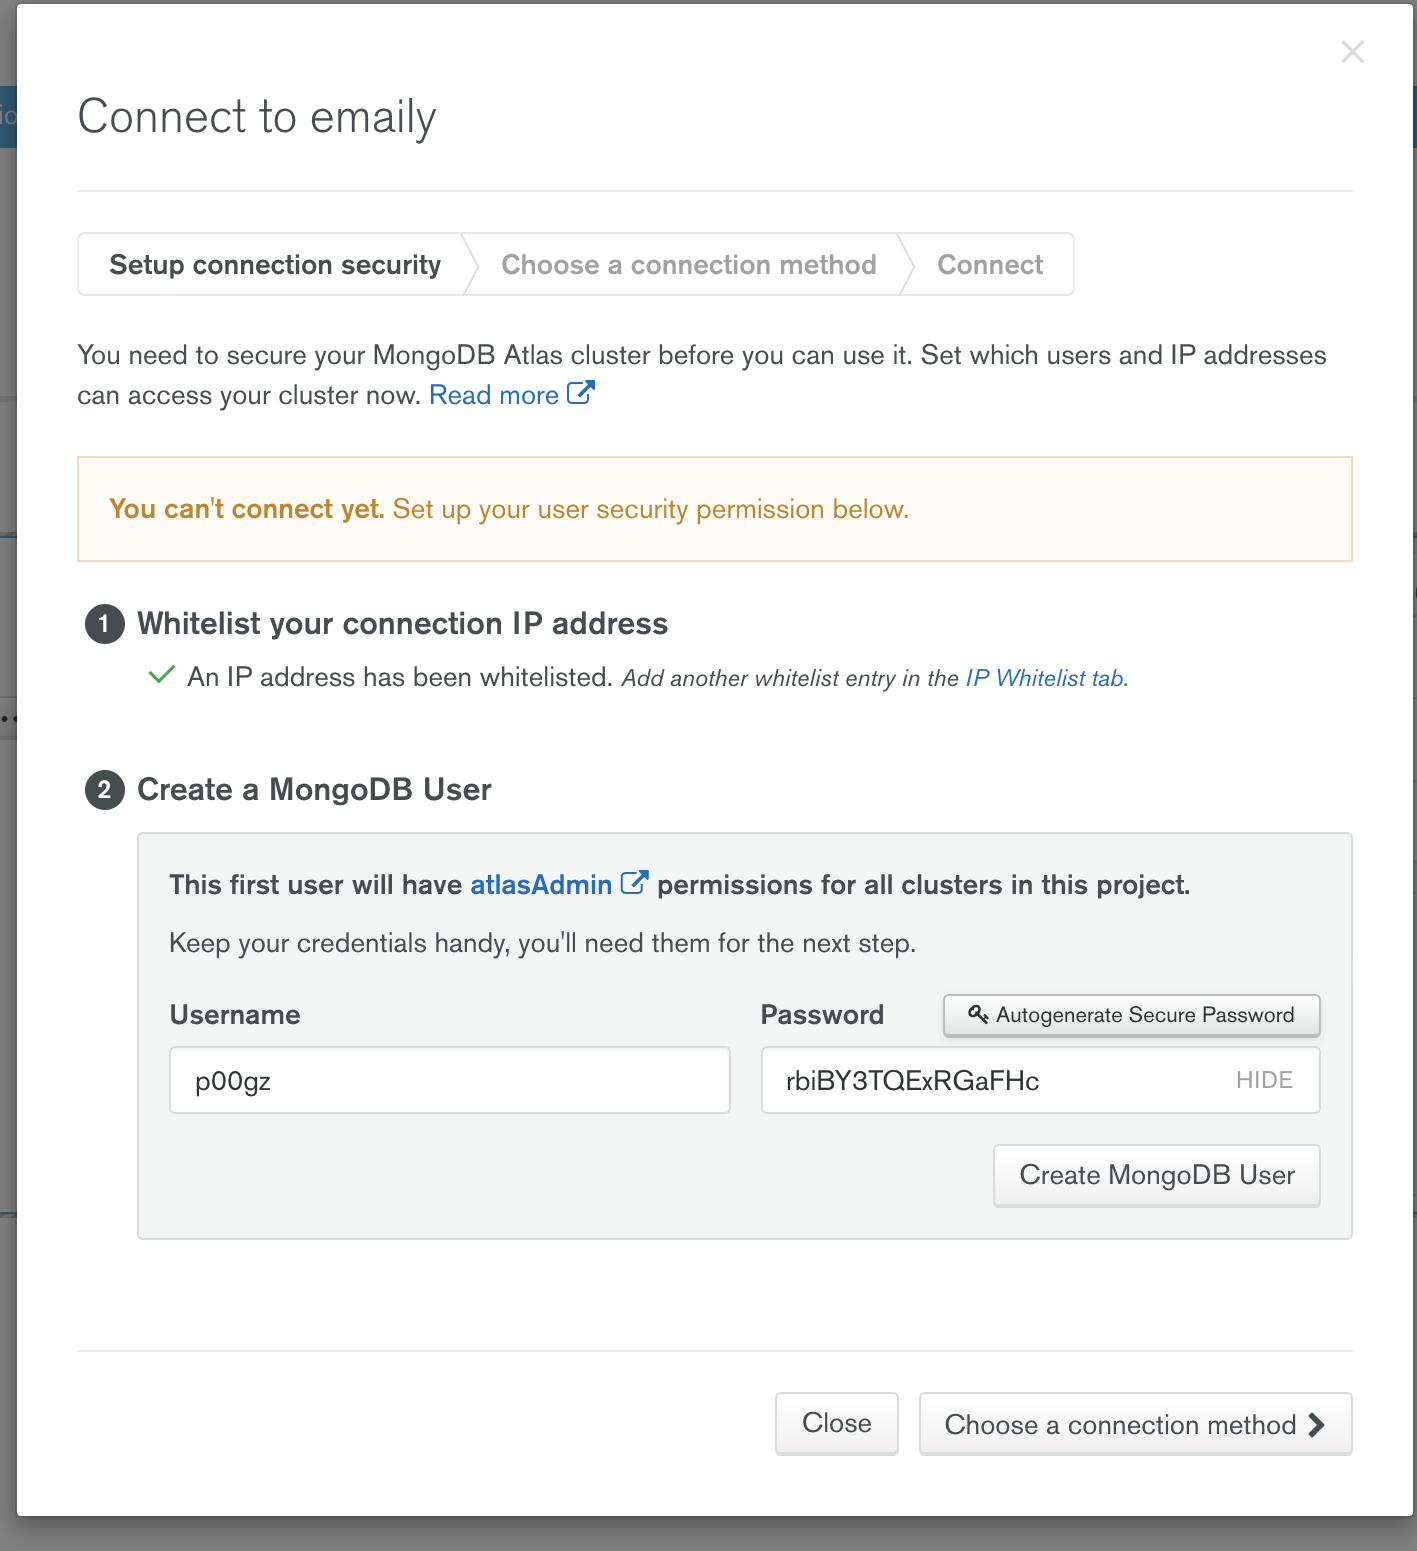 Connect to emaily
Setup connection security
Choose a connection method
Connect
You need to secure your MongoDB Atlas cluster before you can use it. Set which users and IP addresses
can access your cluster now. Read more
You can't connect yet. Set up your user security permission below.
1 Whitelist your connection IP address
An IP address has been whitelisted. Add another whitelist entry in the IP Whitelist tab.
2 Create a MongoDB User
This first user will have atlasAdmin permissions for all clusters in this project.
Keep your credentials handy, you'll need them for the next step.
Username
Password
Autogenerate Secure Password
p00gz
rbiBY3TQExRGaFHc
HIDE
Create MongoDB User
Close
Choose a connection method